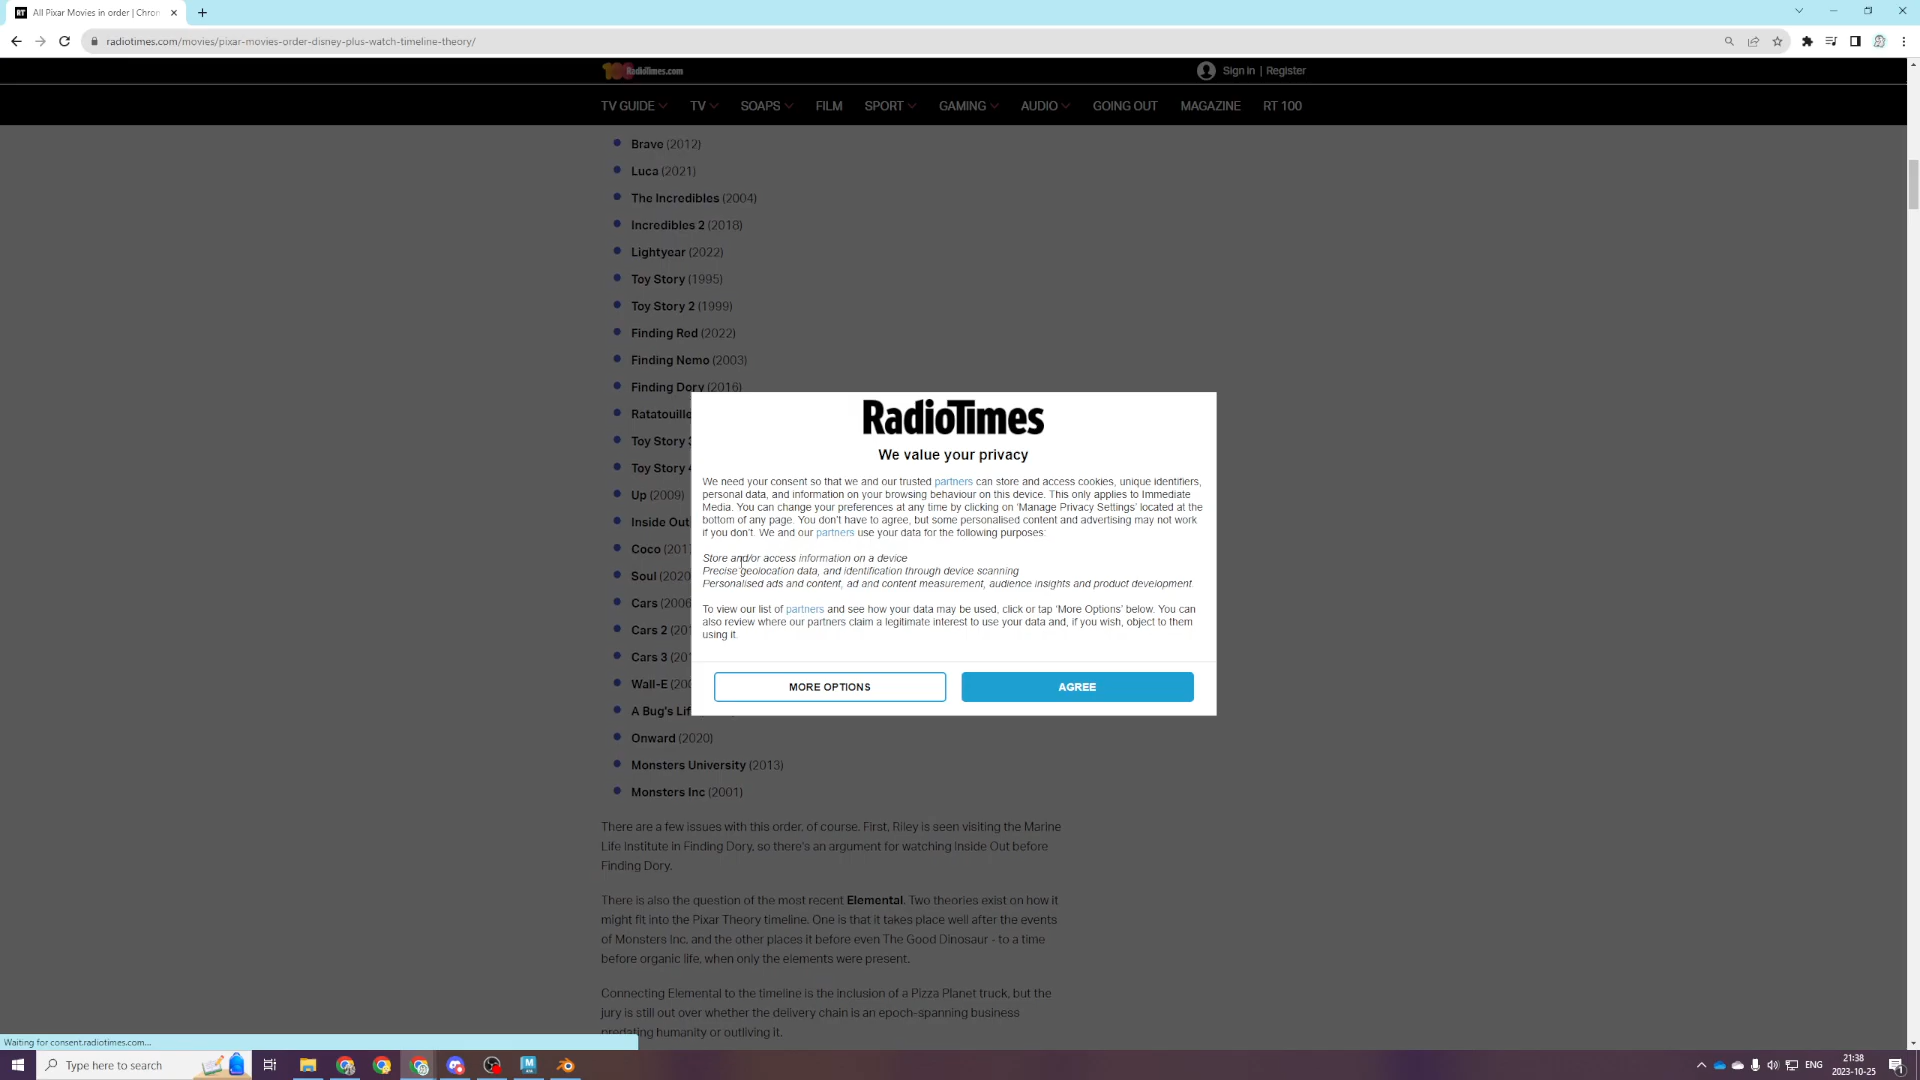 All Pixar Movies in order | Chron
radiotimes.com/movies/pixar-movies-order-disney-plus-watch-timeline-theory/
RadioTimes.com
Sign in | Register
TV GUIDE TV SOAPS FILM SPORT GAMING AUDIO GOING OUT MAGAZINE RT 100
Brave (2012)
Luca (2021)
The Incredibles (2004)
Incredibles 2 (2018)
Lightyear (2022)
Toy Story (1995)
Toy Story 2 (1999)
Finding Red (2022)
Finding Nemo (2003)
Finding Dory (2016)
Ratatouille
Toy Story 3
Toy Story 4
Up (2009)
Inside Out
Coco (201
Soul (2020
Cars (2006
Cars 2 (201
Cars 3 (201
Wall-E (200
A Bug's Lif
Onward (2020)
Monsters University (2013)
Monsters Inc (2001)
RadioTimes
We value your privacy
We need your consent so that we and our trusted partners can store and access cookies, unique identifiers,
personal data, and information on your browsing behaviour on this device. This only applies to Immediate
Media. You can change your preferences at any time by clicking on 'Manage Privacy Settings' located at the
bottom of any page. You don't have to agree, but some personalised content and advertising may not work
if you don't. We and our partners use your data for the following purposes:
Store and/or access information on a device
Precise geolocation data, and identification through device scanning
Personalised ads and content, ad and content measurement, audience insights and product development.
To view our list of partners and see how your data may be used, click or tap 'More Options' below. You can
also review where our partners claim a legitimate interest to use your data and, if you wish, object to them
using it.
MORE OPTIONS
AGREE
There are a few issues with this order, of course. First, Riley is seen visiting the Marine
Life Institute in Finding Dory, so there's an argument for watching Inside Out before
Finding Dory.
There is also the question of the most recent Elemental. Two theories exist on how it
might fit into the Pixar Theory timeline. One is that it takes place well after the events
of Monsters Inc, and the other places it before even The Good Dinosaur - to a time
before organic life, when only the elements were present.
Connecting Elemental to the timeline is the inclusion of a Pizza Planet truck, but the
jury is still out over whether the delivery chain is an epoch-spanning business
predating humanity or outliving it.
Waiting for consent.radiotimes.com...
Type here to search
ENG
21:38
2023-10-25